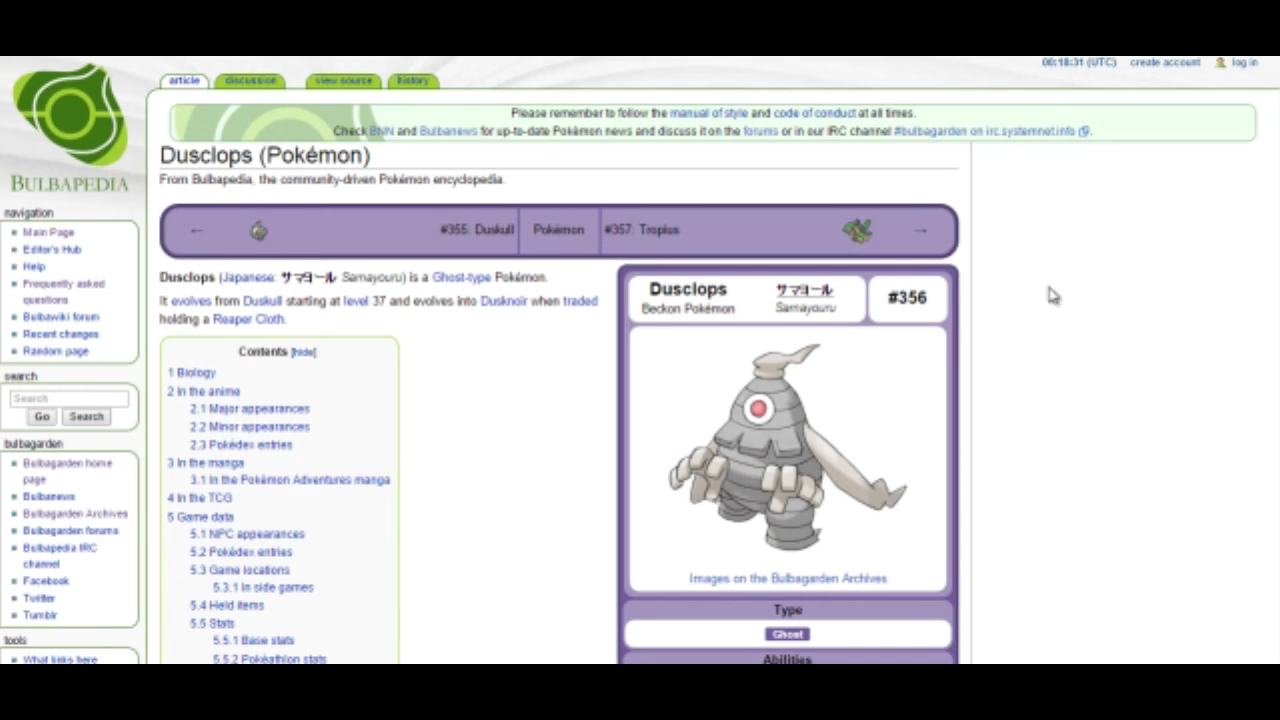 00:18:31 (UTC) create account log in
article discussion view source history
Please remember to follow the manual of style and code of conduct at all times.
Check BNN and Bulbanews for up-to-date Pokémon news and discuss it on the forums or in our IRC channel #bulbagarden on irc.systemnet.info
BULBAPEDIA
Dusclops (Pokémon)
From Bulbapedia, the community-driven Pokémon encyclopedia.
← #355: Duskull Pokémon #357: Tropius →
Dusclops (Japanese: サマヨール Samayouru) is a Ghost-type Pokémon.
It evolves from Duskull starting at level 37 and evolves into Dusknoir when traded
holding a Reaper Cloth.
navigation
Main Page
Editor's Hub
Help
Frequently asked
questions
Bulbawiki forum
Recent changes
Random page
search
Search
Go Search
bulbagarden
Bulbagarden home
page
Bulbanews
Bulbagarden Archives
Bulbagarden forums
Bulbapedia IRC
channel
Facebook
Twitter
Tumblr
tools
What links here
Contents [hide]
1 Biology
2 In the anime
2.1 Major appearances
2.2 Minor appearances
2.3 Pokédex entries
3 In the manga
3.1 In the Pokémon Adventures manga
4 In the TCG
5 Game data
5.1 NPC appearances
5.2 Pokédex entries
5.3 Game locations
5.3.1 In side games
5.4 Held items
5.5 Stats
5.5.1 Base stats
5.5.2 Pokéathlon stats
Dusclops サマヨール #356
Beckon Pokémon Samayouru
Images on the Bulbagarden Archives
Type
Ghost
Abilities